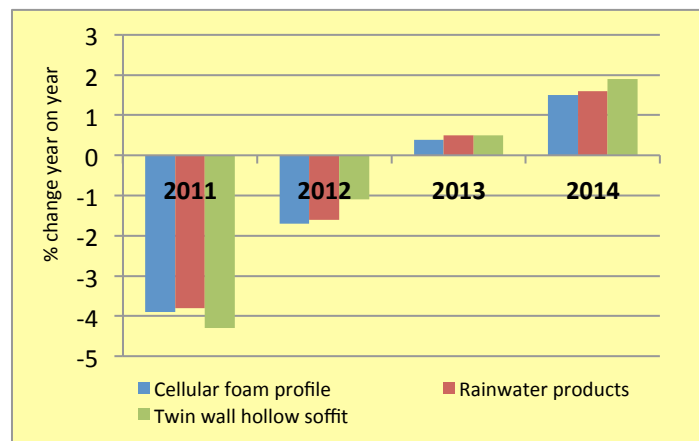 % change year on year
3
2
1
0
-1
-2
-3
-4
-5
2011 2012 2013 2014
Cellular foam profile Rainwater products
Twin wall hollow soffit